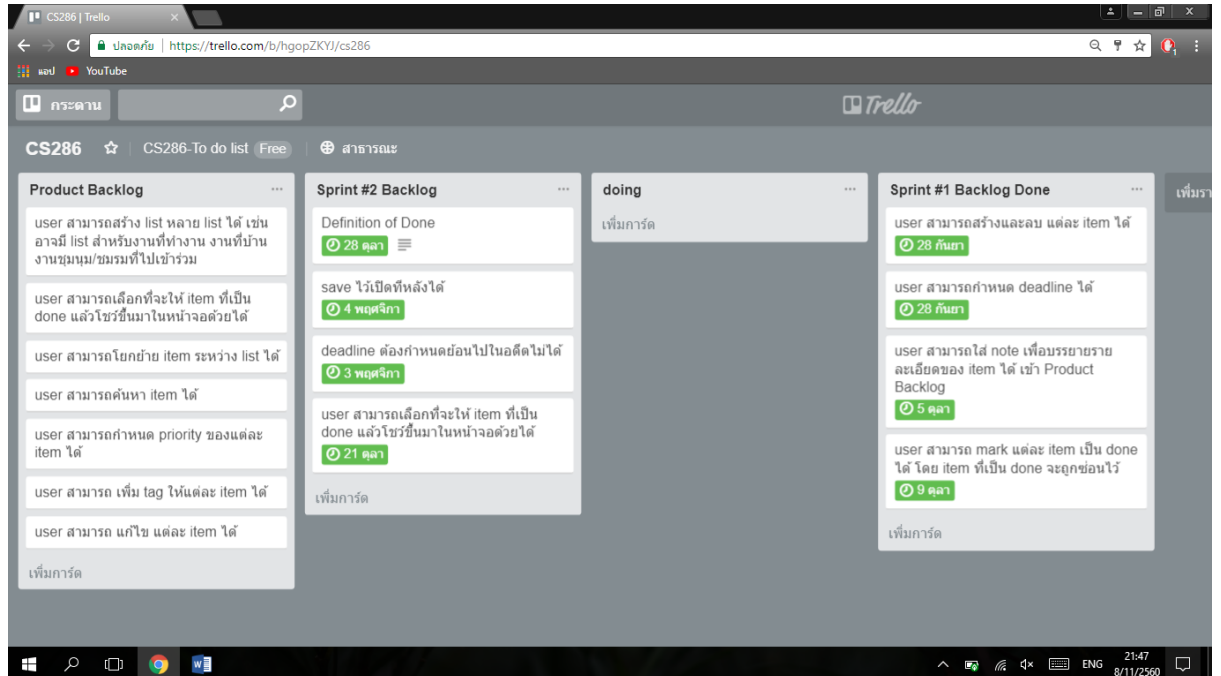 CS286 | Trello
ปลอดภัย https://trello.com/b/hgopZKYJ/cs286
แอป YouTube
กระดาน
Trello
CS286 CS286-To do list Free สาธารณะ
Product Backlog
user สามารถสร้าง list หลาย list ได้ เช่น
อาจมี list สำหรับงานที่ทำงาน งานที่บ้าน
งานชุมนุม/ชมรมที่ไปเข้าร่วม
user สามารถเลือกที่จะให้ item ที่เป็น
done แล้วโชว์ขึ้นมาในหน้าจอด้วยได้
user สามารถโยกย้าย item ระหว่าง list ได้
user สามารถค้นหา item ได้
user สามารถกำหนด priority ของแต่ละ
item ได้
user สามารถ เพิ่ม tag ให้แต่ละ item ได้
user สามารถ แก้ไข แต่ละ item ได้
เพิ่มการ์ด
Sprint #2 Backlog
Definition of Done
28 ตุลา
save ไว้เปิดทีหลังได้
4 พฤศจิกา
deadline ต้องกำหนดย้อนไปในอดีตไม่ได้
3 พฤศจิกา
user สามารถเลือกที่จะให้ item ที่เป็น
done แล้วโชว์ขึ้นมาในหน้าจอด้วยได้
21 ตุลา
เพิ่มการ์ด
doing
เพิ่มการ์ด
Sprint #1 Backlog Done
user สามารถสร้างและลบ แต่ละ item ได้
28 กันยา
user สามารถกำหนด deadline ได้
28 กันยา
user สามารถใส่ note เพื่อบรรยายราย
ละเอียดของ item ได้ เข้า Product
Backlog
5 ตุลา
user สามารถ mark แต่ละ item เป็น done
ได้ โดย item ที่เป็น done จะถูกซ่อนไว้
9 ตุลา
เพิ่มการ์ด
เพิ่มรา
ENG
21:47
8/11/2560